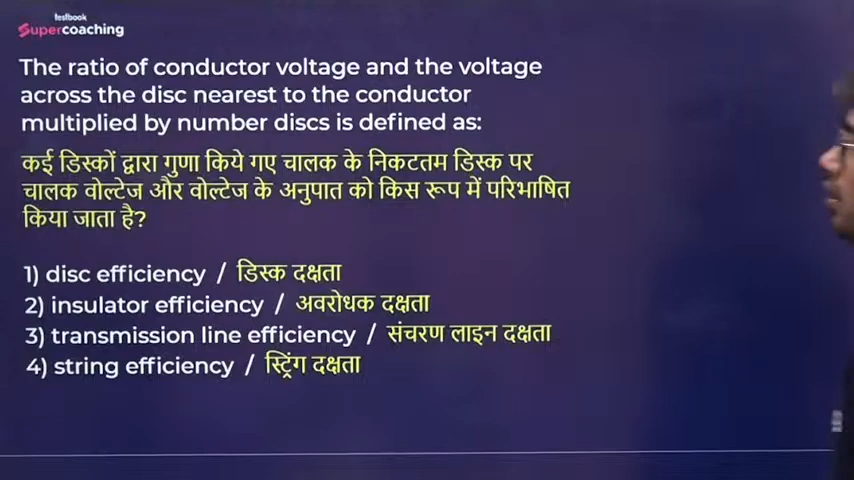 testbook
Supercoaching
The ratio of conductor voltage and the voltage
across the disc nearest to the conductor
multiplied by number discs is defined as:
कई डिस्कों द्वारा गुणा किये गए चालक के निकटतम डिस्क पर
चालक वोल्टेज और वोल्टेज के अनुपात को किस रूप में परिभाषित
किया जाता है?
1) disc efficiency / डिस्क दक्षता
2) insulator efficiency / अवरोधक दक्षता
3) transmission line efficiency / संचरण लाइन दक्षता
4) string efficiency / स्ट्रिंग दक्षता